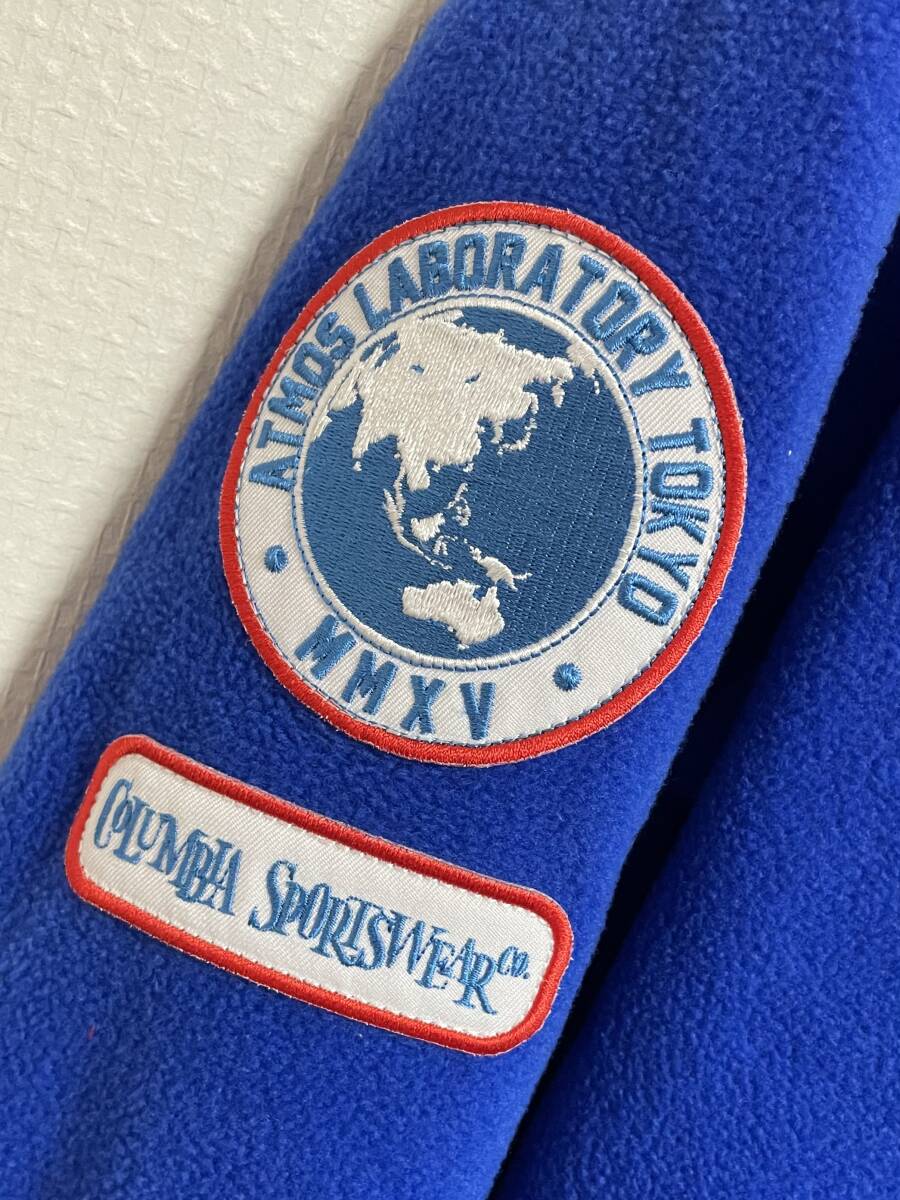 ATMOS LABORATORY TOKYO
MMXV
COLUMBIA SPORTSWEAR CO.